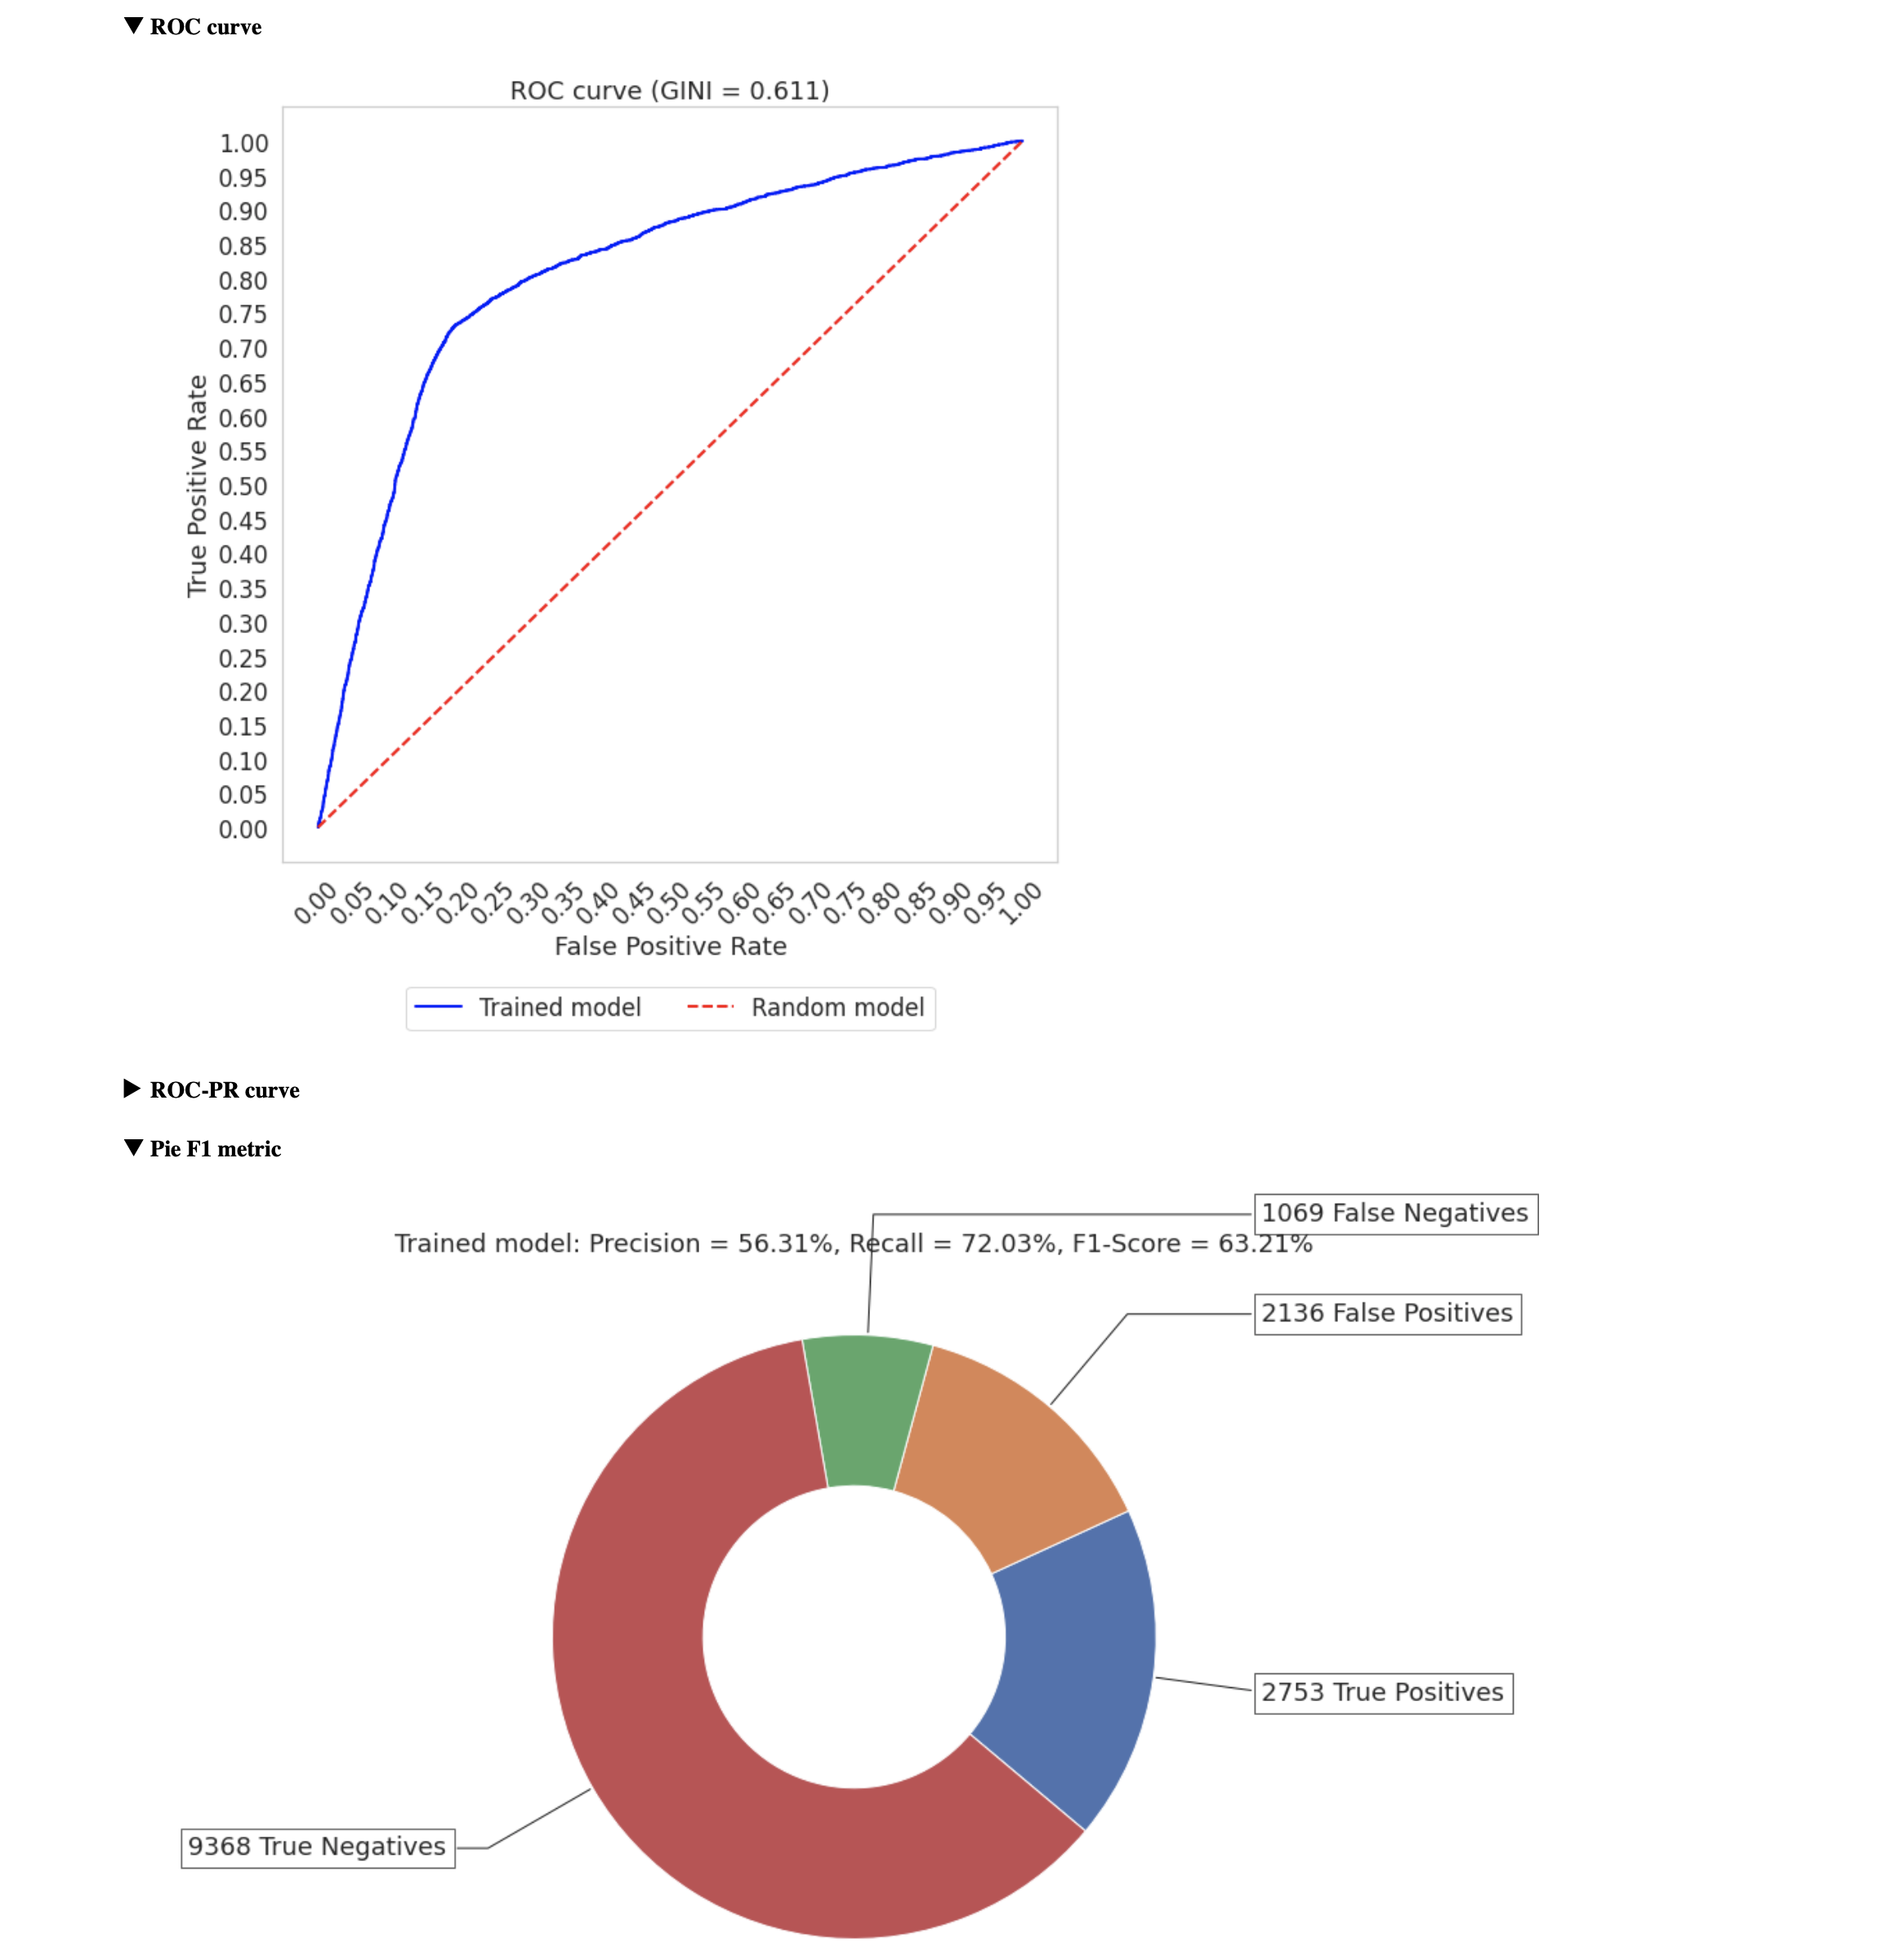 ROC curve
ROC curve (GINI = 0.611)
1.00
0.95
0.90
0.85
0.80
0.75
0.70
0.65
0.60
0.55
0.50
0.45
0.40
0.35
0.30
0.25
0.20
0.15
0.10
0.05
0.00
True Positive Rate
0.00 0.05 0.10 0.15 0.20 0.25 0.30 0.35 0.40 0.45 0.50 0.55 0.60 0.65 0.70 0.75 0.80 0.85 0.90 0.95 1.00
False Positive Rate
Trained model Random model
ROC-PR curve
Pie F1 metric
1069 False Negatives
Trained model: Precision = 56.31%, Recall = 72.03%, F1-Score = 63.21%
2136 False Positives
2753 True Positives
9368 True Negatives